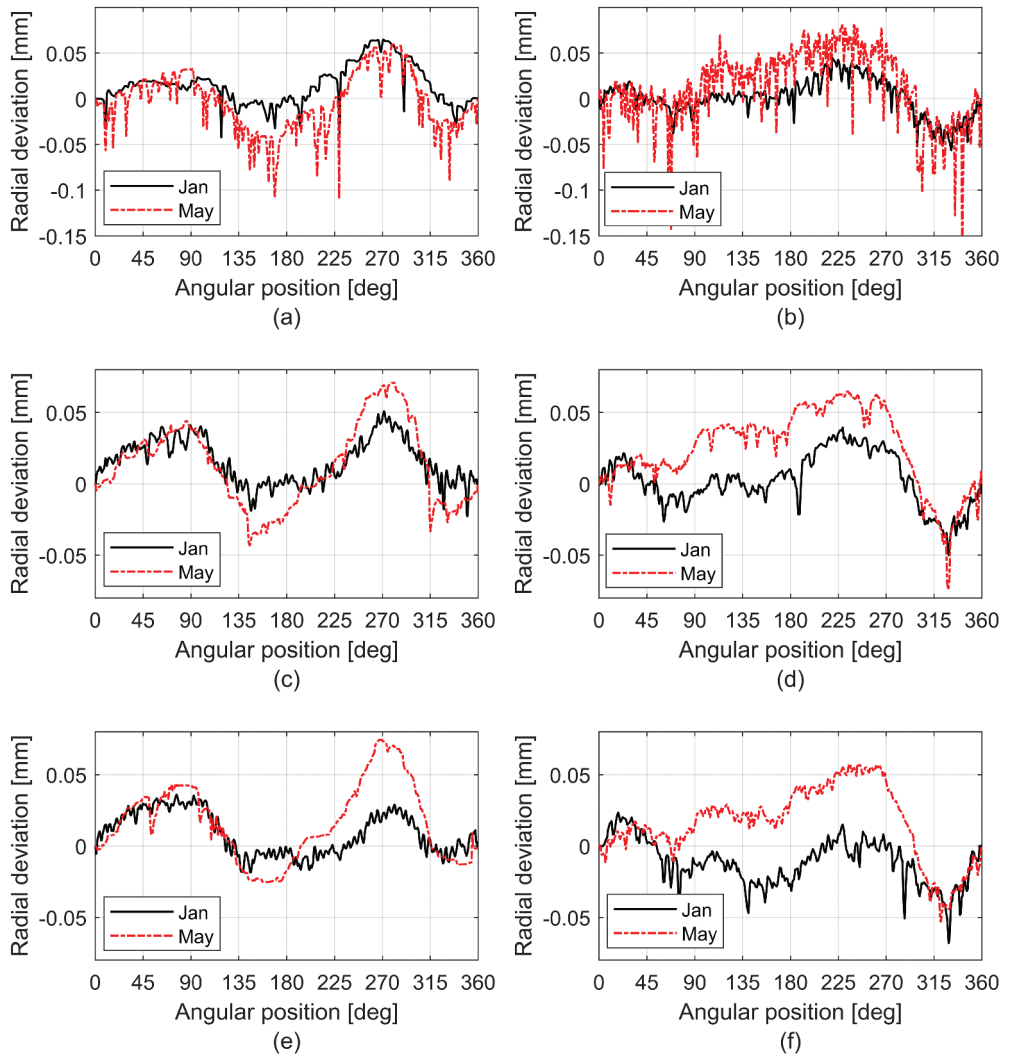 Radial deviation [mm]
0.05
0
-0.05
-0.1
-0.15
Jan
May
0 45 90 135 180 225 270 315 360
Angular position [deg]
(a)
Radial deviation [mm]
0.05
0
-0.05
-0.1
-0.15
Jan
May
0 45 90 135 180 225 270 315 360
Angular position [deg]
(b)
Radial deviation [mm]
0.05
0
-0.05
Jan
May
0 45 90 135 180 225 270 315 360
Angular position [deg]
(c)
Radial deviation [mm]
0.05
0
-0.05
Jan
May
0 45 90 135 180 225 270 315 360
Angular position [deg]
(d)
Radial deviation [mm]
0.05
0
-0.05
Jan
May
0 45 90 135 180 225 270 315 360
Angular position [deg]
(e)
Radial deviation [mm]
0.05
0
-0.05
Jan
May
0 45 90 135 180 225 270 315 360
Angular position [deg]
(f)